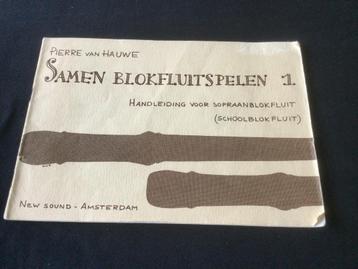 Pierre van Hauwe
Samen blokfluitspelen 1.
Handleiding voor sopraanblokfluit
(schoolblokfluit)
New Sound - Amsterdam